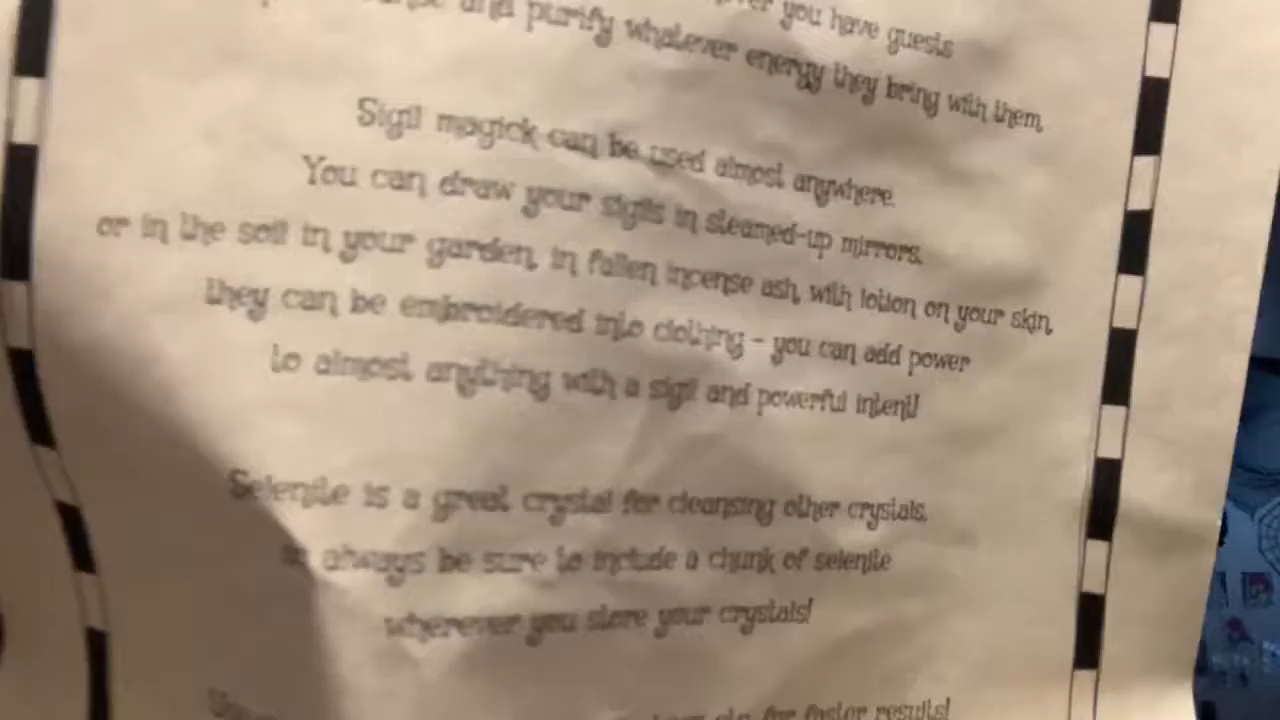 you have guests
and purify whatever energy they bring with them.
Sigil magick can be used almost anywhere.
You can draw your sigils in steamed-up mirrors,
or in the soil in your garden, in fallen incense ash, with lotion on your skin,
they can be embroidered into clothing - you can add power
to almost anything with a sigil and powerful intent!
Selenite is a great crystal for cleansing other crystals,
always be sure to include a chunk of selenite
wherever you store your crystals!
for faster results!